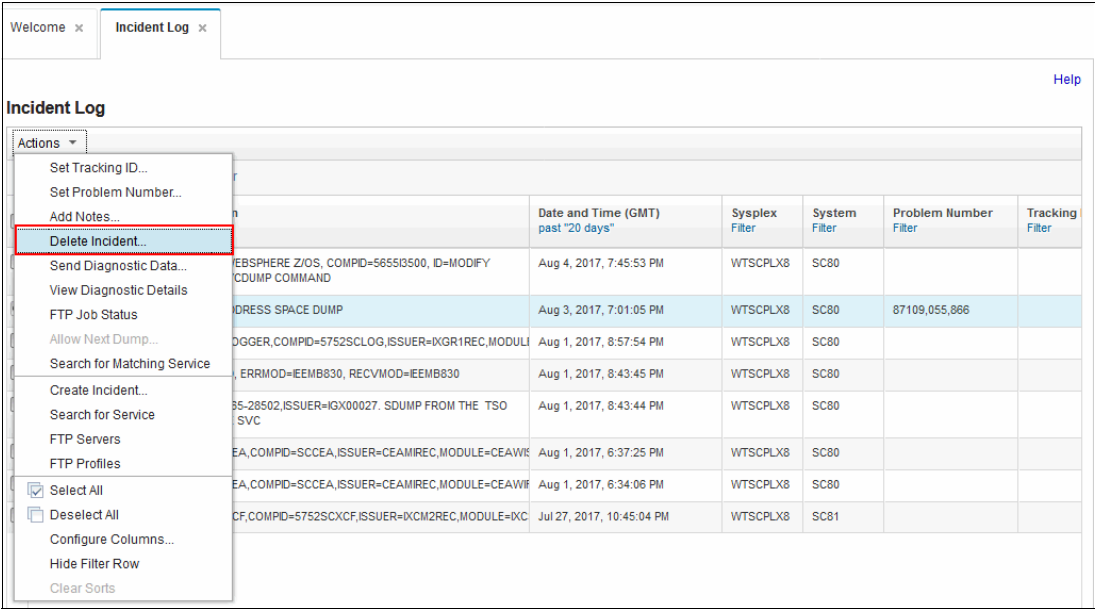 Welcome ×
Incident Log ×
Help
Incident Log
Actions
Set Tracking ID...
Set Problem Number...
Add Notes...
Delete Incident...
Send Diagnostic Data...
View Diagnostic Details
FTP Job Status
Allow Next Dump...
Search for Matching Service
Create Incident...
Search for Service
FTP Servers
FTP Profiles
Select All
Deselect All
Configure Columns...
Hide Filter Row
Clear Sorts
Date and Time (GMT) Sysplex System Problem Number Tracking
past "20 days" Filter Filter Filter Filter
EBSPHERE Z/OS, COMPID=5655I3500, ID=MODIFY Aug 4, 2017, 7:45:53 PM WTSCPLX8 SC80
CDUMP COMMAND
DRESS SPACE DUMP Aug 3, 2017, 7:01:05 PM WTSCPLX8 SC80 87109,055,866
OGGER,COMPID=5752SCLOG,ISSUER=IXGR1REC,MODUL Aug 1, 2017, 8:57:54 PM WTSCPLX8 SC80
, ERRMOD=IEEMB830, RECVMOD=IEEMB830 Aug 1, 2017, 8:43:45 PM WTSCPLX8 SC80
65-28502,ISSUER=IGX00027. SDUMP FROM THE TSO Aug 1, 2017, 8:43:44 PM WTSCPLX8 SC80
SVC
EA,COMPID=SCCEA,ISSUER=CEAMIREC,MODULE=CEAWIS Aug 1, 2017, 6:37:25 PM WTSCPLX8 SC80
EA,COMPID=SCCEA,ISSUER=CEAMIREC,MODULE=CEAWIF Aug 1, 2017, 6:34:06 PM WTSCPLX8 SC80
CF,COMPID=5752SCXCF,ISSUER=IXCM2REC,MODULE=IXC Jul 27, 2017, 10:45:04 PM WTSCPLX8 SC81